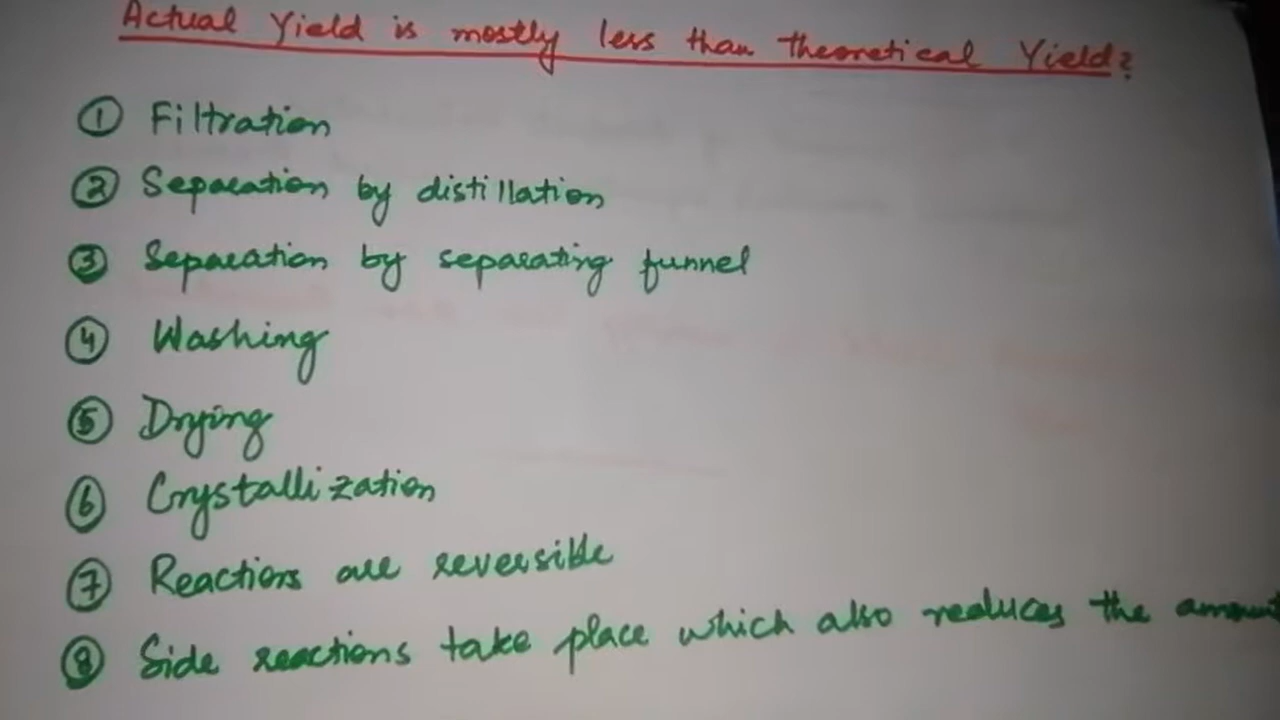 Actual Yield is mostly less than theoretical Yield?
① Filtration
② Separation by distillation
③ Separation by separating funnel
④ Washing
⑤ Drying
⑥ Crystallization
⑦ Reactions are reversible
⑧ Side reactions take place which also reduces the amount